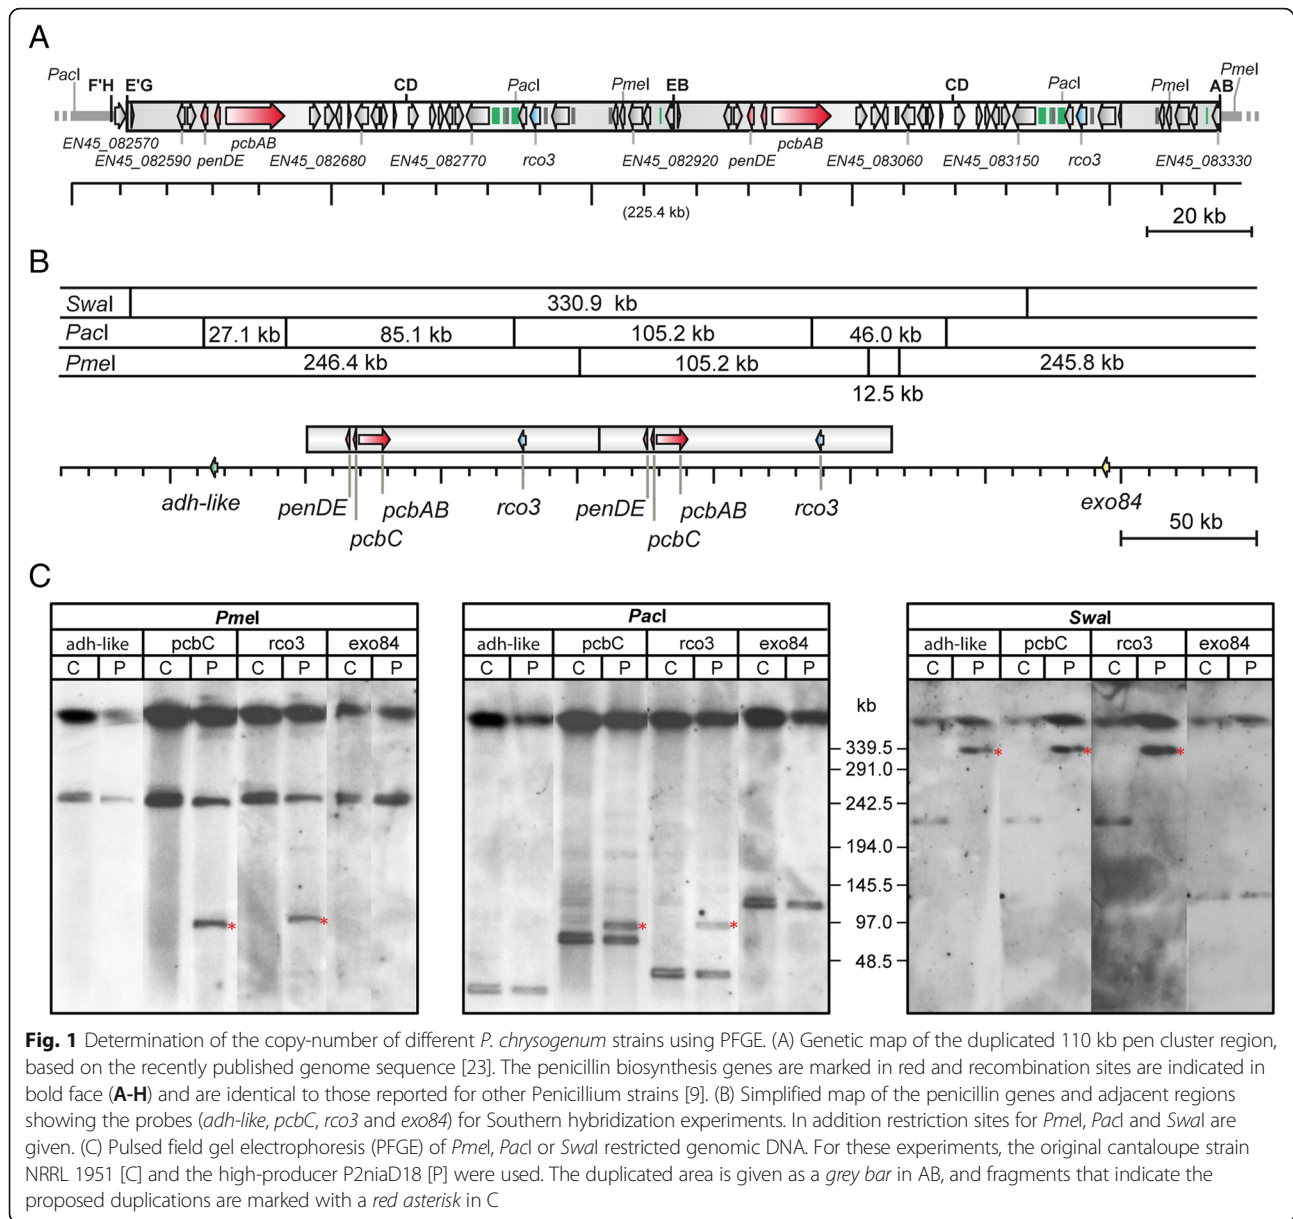 A
PacI
F'H
E'G
CD
PacI
PmeI
EB
CD
PacI
PmeI
PmeI
AB
EN45_082570
EN45_082590
penDE
pcbAB
EN45_082680
EN45_082770
rco3
EN45_082920
penDE
pcbAB
EN45_083060
EN45_083150
rco3
EN45_083330
(225.4 kb)
20 kb
B
SwaI 330.9 kb
PacI 27.1 kb 85.1 kb 105.2 kb 46.0 kb
PmeI 246.4 kb 105.2 kb 245.8 kb
12.5 kb
adh-like penDE pcbC pcbAB rco3 penDE pcbC pcbAB rco3 exo84
50 kb
C
PmeI
adh-like pcbC rco3 exo84
C P C P C P C P
PacI
adh-like pcbC rco3 exo84
C P C P C P C P
kb
339.5
291.0
242.5
194.0
145.5
97.0
48.5
SwaI
adh-like pcbC rco3 exo84
C P C P C P C P
* * * * * * *
Fig. 1 Determination of the copy-number of different P. chrysogenum strains using PFGE. (A) Genetic map of the duplicated 110 kb pen cluster region,
based on the recently published genome sequence [23]. The penicillin biosynthesis genes are marked in red and recombination sites are indicated in
bold face (A-H) and are identical to those reported for other Penicillium strains [9]. (B) Simplified map of the penicillin genes and adjacent regions
showing the probes (adh-like, pcbC, rco3 and exo84) for Southern hybridization experiments. In addition restriction sites for PmeI, PacI and SwaI are
given. (C) Pulsed field gel electrophoresis (PFGE) of PmeI, PacI or SwaI restricted genomic DNA. For these experiments, the original cantaloupe strain
NRRL 1951 [C] and the high-producer P2niaD18 [P] were used. The duplicated area is given as a grey bar in AB, and fragments that indicate the
proposed duplications are marked with a red asterisk in C